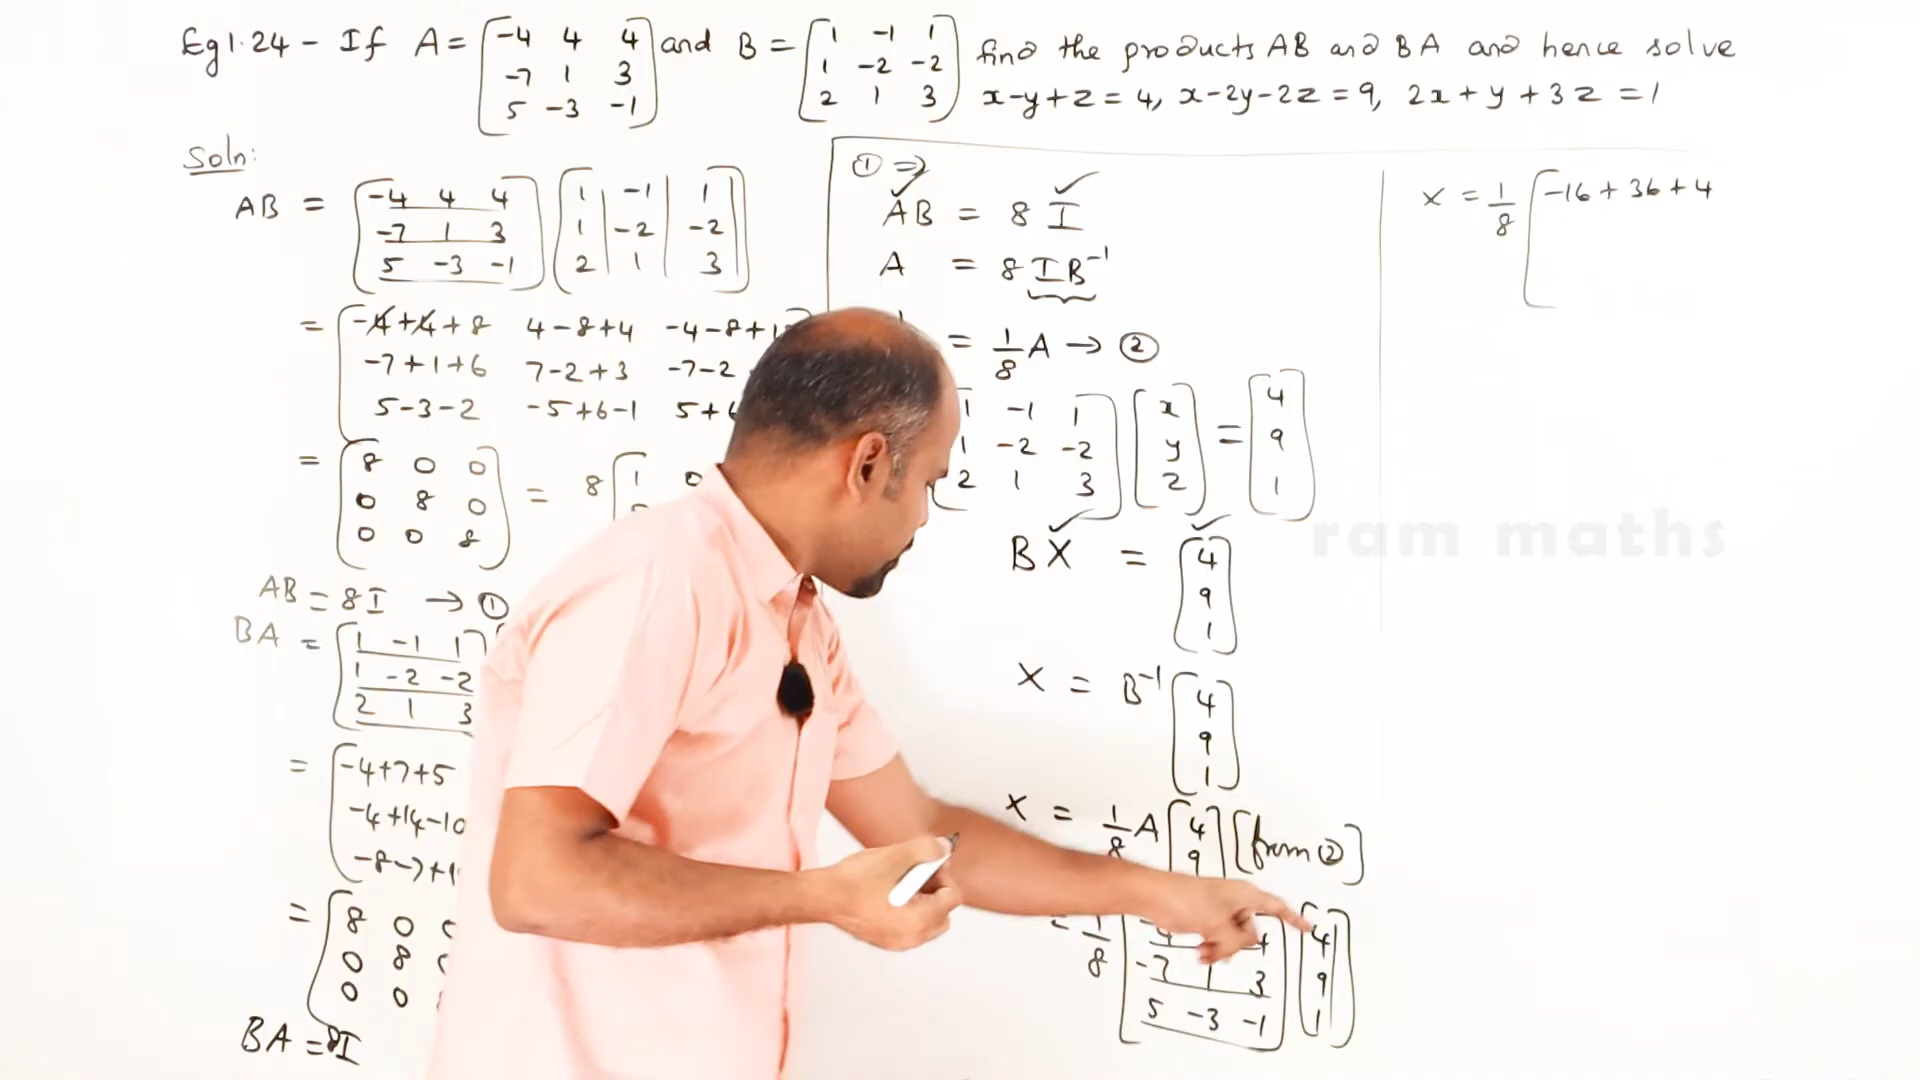 Eg1.24 - If A = [-4 4 4 and B = [1 -1 1 find the products AB and BA and hence solve
-7 1 3 1 -2 -2
5 -3 -1] 2 1 3] x-y+z = 4, x-2y-2z = 9, 2x+y+3z = 1
Soln:
AB = [-4 4 4 [1 -1 1
-7 1 3 1 -2 -2
5 -3 -1] 2 1 3]
= [-4+4+8 4-8+4 -4-8+
-7+1+6 7-2+3 -7-2
5-3-2 -5+6-1 5+
= [8 0 0 = 8 [1 0
0 8 0
0 0 8]
AB = 8I → ①
BA = [1 -1 1
1 -2 -2
2 1 3
= [-4+7+5
-4+14-10
-8-7+
= [8 0
0 8
0 0
BA = 8I
① ⇒
AB = 8 I
A = 8 I B⁻¹
= 1/8 A → ②
1 -1 1 [x = [4
1 -2 -2 y 9
2 1 3] z] 1]
BX = [4
9
1]
X = B⁻¹ [4
9
1]
X = 1/8 A [4 [from ②]
9
= 1/8 [-4 4 [4
-7 1 3 9
5 -3 -1] 1]
X = 1/8 [-16+36+4
ram maths